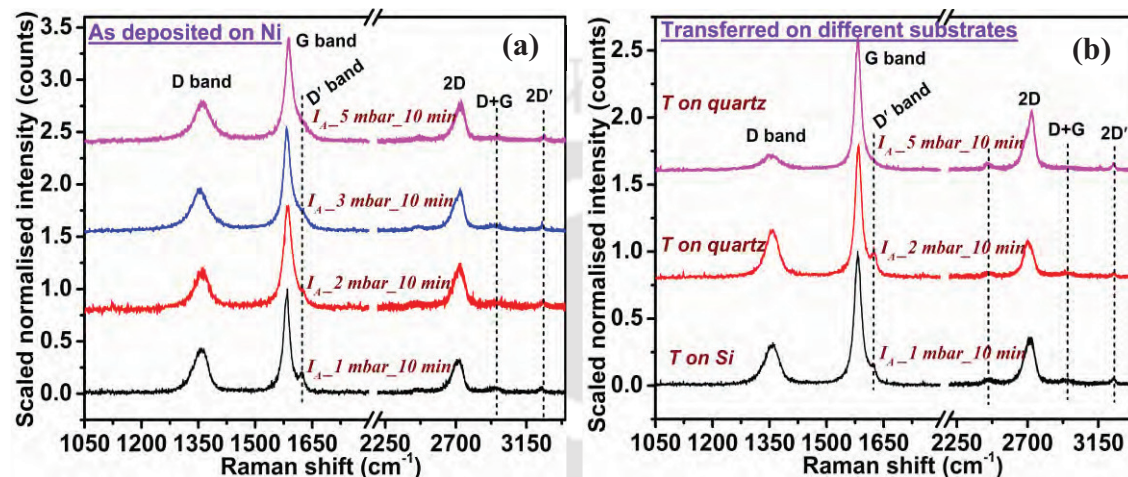 As deposited on Ni
(a)
Scaled normalised intensity (counts)
3.5
3.0
2.5
2.0
1.5
1.0
0.5
0.0
D band
G band
D' band
2D
D+G
2D'
I_A_5 mbar_10 min
I_A_3 mbar_10 min
I_A_2 mbar_10 min
I_A_1 mbar_10 min
1050 1350 1650 2250 2700 3150
Raman shift (cm⁻¹)
Transferred on different substrates
(b)
Scaled normalised intensity (counts)
2.5
2.0
1.5
1.0
0.5
0.0
T on quartz
G band
D' band
D band
2D
D+G
2D'
I_A_5 mbar_10 min
T on quartz
I_A_2 mbar_10 min
T on Si
I_A_1 mbar_10 min
1050 1350 1650 2250 2700 3150
Raman shift (cm⁻¹)